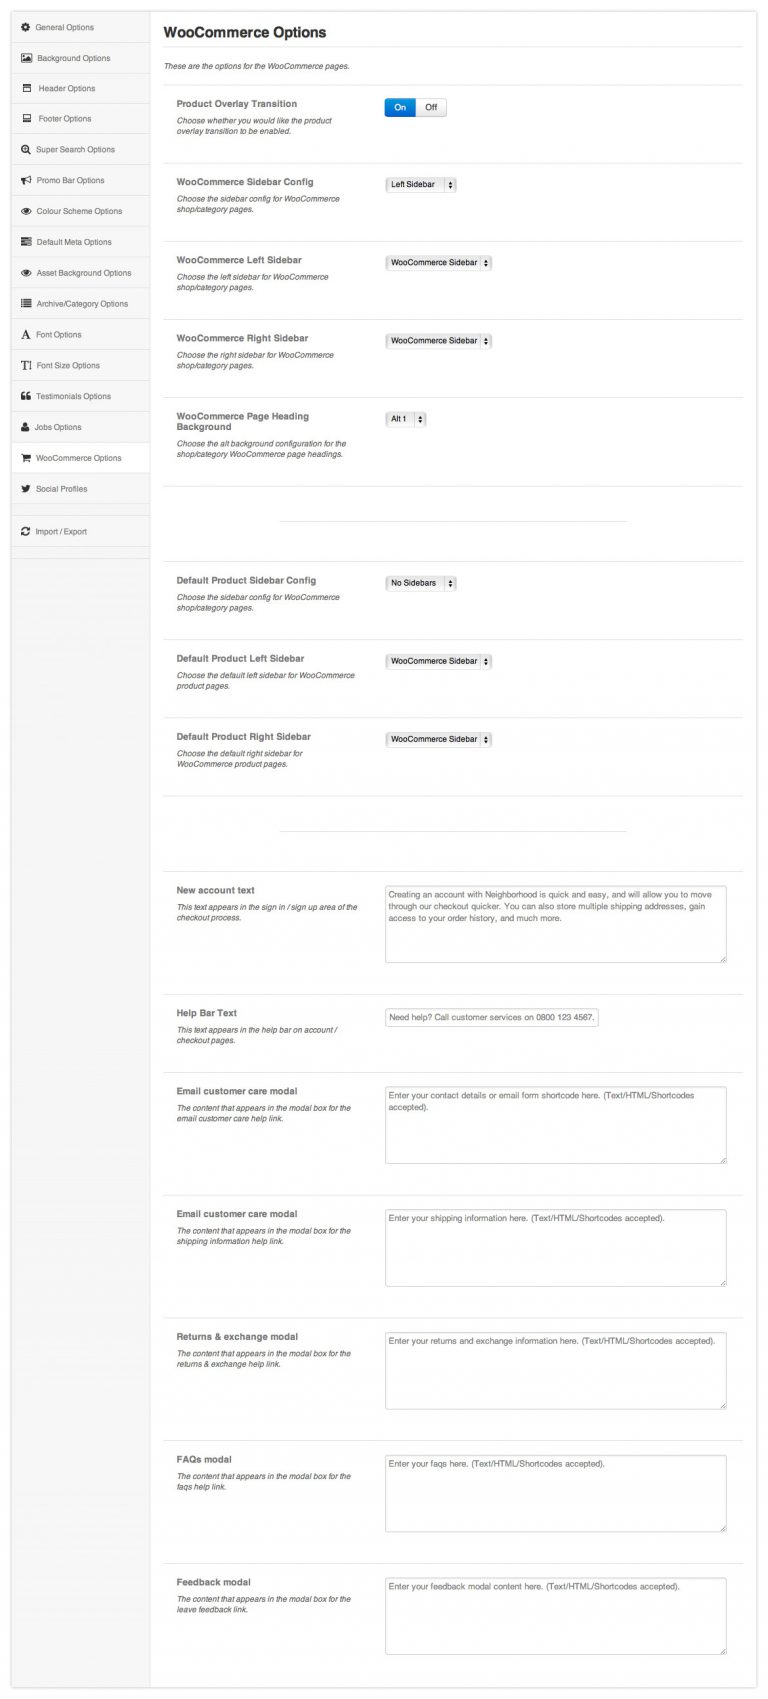 General Options
Background Options
Header Options
Footer Options
Super Search Options
Promo Bar Options
Colour Scheme Options
Default Meta Options
Asset Background Options
Archive/Category Options
Font Options
Font Size Options
Testimonials Options
Jobs Options
WooCommerce Options
Social Profiles
Import / Export
WooCommerce Options
These are the options for the WooCommerce pages.
Product Overlay Transition
Choose whether you would like the product
overlay transition to be enabled.
On Off
WooCommerce Sidebar Config
Choose the sidebar config for WooCommerce
shop/category pages.
Left Sidebar
WooCommerce Left Sidebar
Choose the left sidebar for WooCommerce
shop/category pages.
WooCommerce Sidebar
WooCommerce Right Sidebar
Choose the right sidebar for WooCommerce
shop/category pages.
WooCommerce Sidebar
WooCommerce Page Heading
Background
Choose the alt background configuration for the
shop/category WooCommerce page headings.
Alt 1
Default Product Sidebar Config
Choose the sidebar config for WooCommerce
shop/category pages.
No Sidebars
Default Product Left Sidebar
Choose the default left sidebar for WooCommerce
product pages.
WooCommerce Sidebar
Default Product Right Sidebar
Choose the default right sidebar for
WooCommerce product pages.
WooCommerce Sidebar
New account text
This text appears in the sign in / sign up area of the
checkout process.
Creating an account with Neighborhood is quick and easy, and will allow you to move
through our checkout quicker. You can also store multiple shipping addresses, gain
access to your order history, and much more.
Help Bar Text
This text appears in the help bar on account /
checkout pages.
Need help? Call customer services on 0800 123 4567.
Email customer care modal
The content that appears in the modal box for the
email customer care help link.
Enter your contact details or email form shortcode here. (Text/HTML/Shortcodes
accepted).
Email customer care modal
The content that appears in the modal box for the
shipping information help link.
Enter your shipping information here. (Text/HTML/Shortcodes accepted).
Returns & exchange modal
The content that appears in the modal box for the
returns & exchange help link.
Enter your returns and exchange information here. (Text/HTML/Shortcodes accepted).
FAQs modal
The content that appears in the modal box for the
faqs help link.
Enter your faqs here. (Text/HTML/Shortcodes accepted).
Feedback modal
The content that appears in the modal box for the
leave feedback link.
Enter your feedback modal content here. (Text/HTML/Shortcodes accepted).